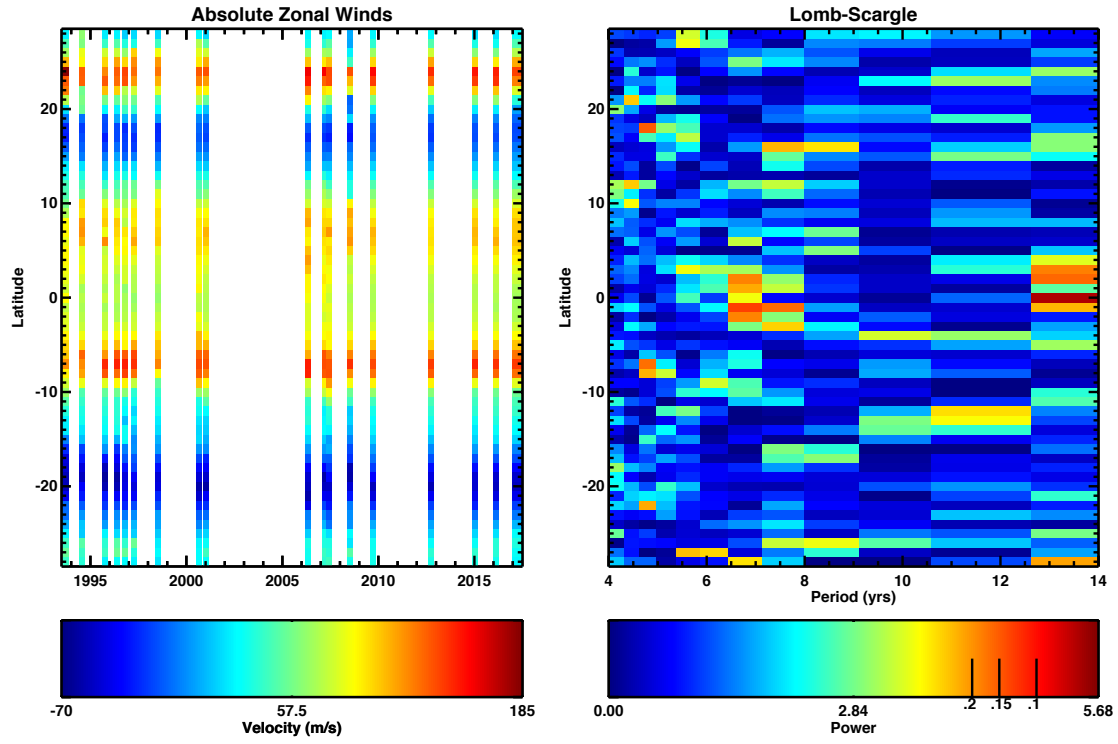 Absolute Zonal Winds
Latitude
20
10
0
-10
-20
1995 2000 2005 2010 2015
-70 57.5 185
Velocity (m/s)
Lomb-Scargle
Latitude
20
10
0
-10
-20
4 6 8 10 12 14
Period (yrs)
.2 .15 .1
0.00 2.84 5.68
Power